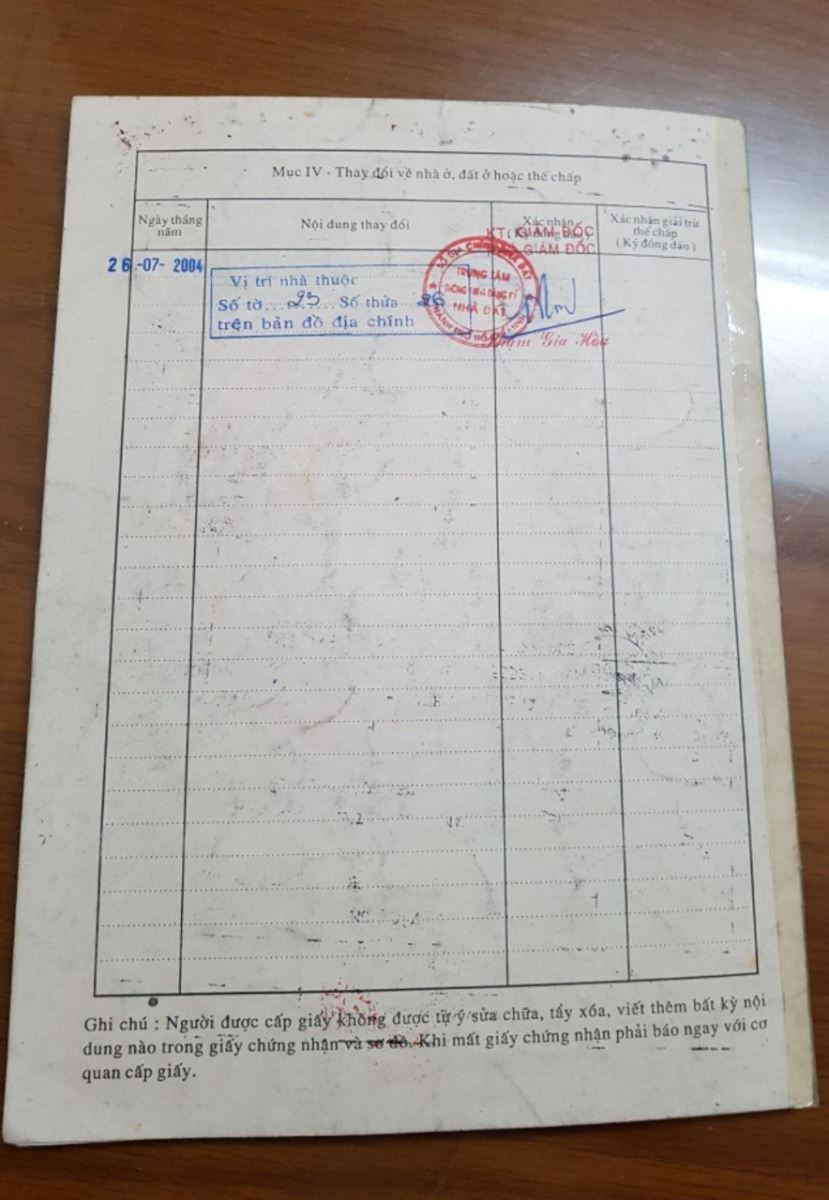 Mục IV - Thay đổi về nhà ở, đất ở hoặc thế chấp
Ngày tháng năm
Nội dung thay đổi
Xác nhận
Xác nhận giải trừ
thế chấp
( Ký đóng dấu )
KT. GIÁM ĐỐC
GIÁM ĐỐC
26-07-2004
Vị trí nhà thuộc
Số tờ....25 Số thửa 26
trên bản đồ địa chính
TRUNG TÂM
NHÀ ĐẤT
Phạm Gia Hòa
Ghi chú : Người được cấp giấy không được tự ý sửa chữa, tẩy xóa, viết thêm bất kỳ nội
dung nào trong giấy chứng nhận và sơ đồ. Khi mất giấy chứng nhận phải báo ngay với cơ
quan cấp giấy.